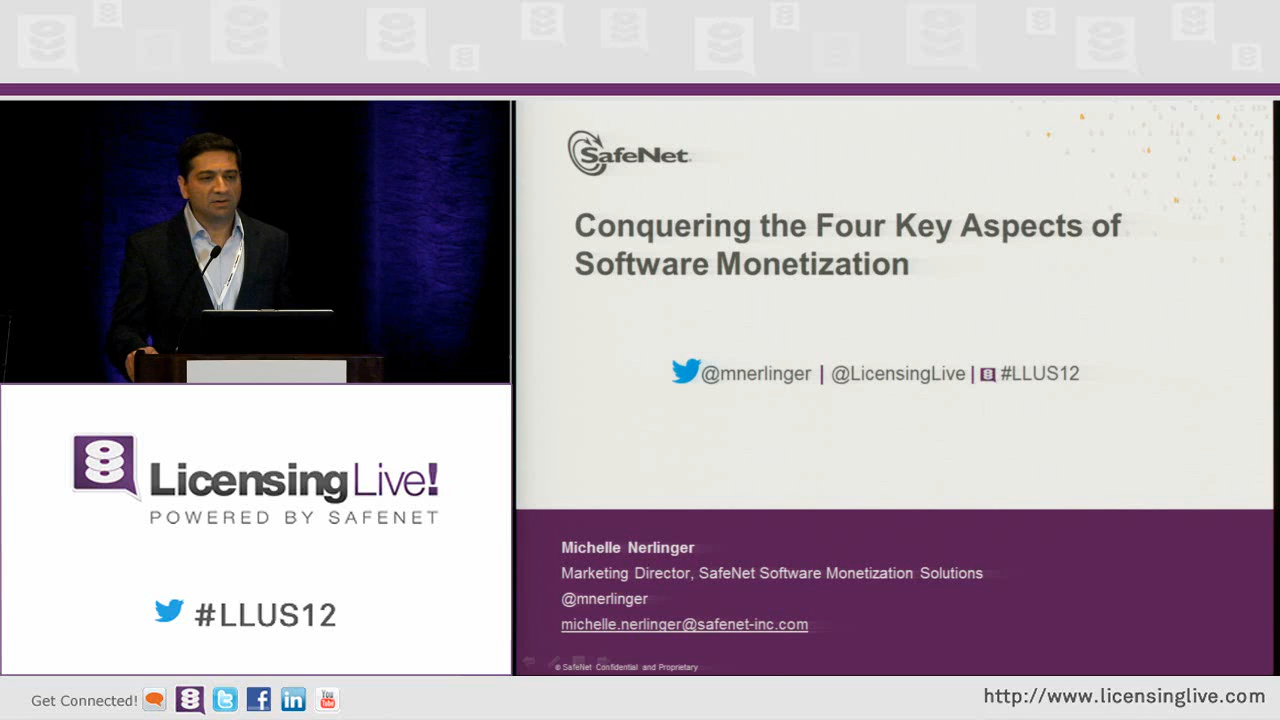 SafeNet
Conquering the Four Key Aspects of
Software Monetization
@mnerlinger | @LicensingLive | #LLUS12
LicensingLive!
POWERED BY SAFENET
#LLUS12
Michelle Nerlinger
Marketing Director, SafeNet Software Monetization Solutions
@mnerlinger
michelle.nerlinger@safenet-inc.com
© SafeNet Confidential and Proprietary
Get Connected!
You
Tube
http://www.licensinglive.com